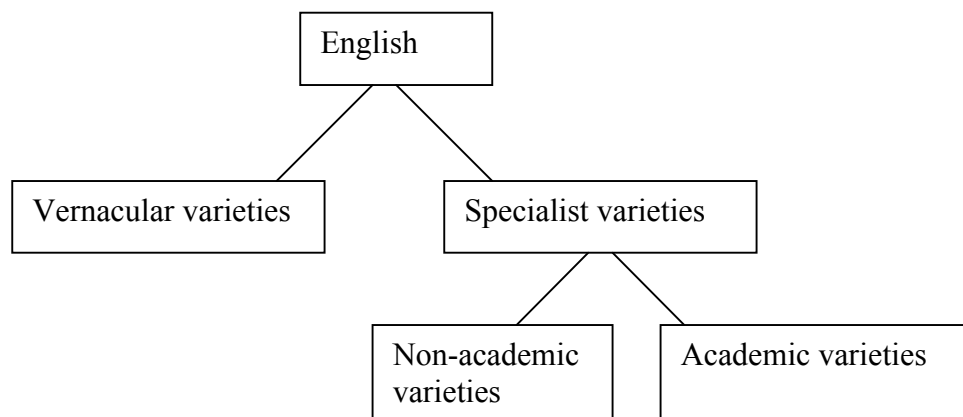 English
Vernacular varieties
Specialist varieties
Non-academic
varieties
Academic varieties